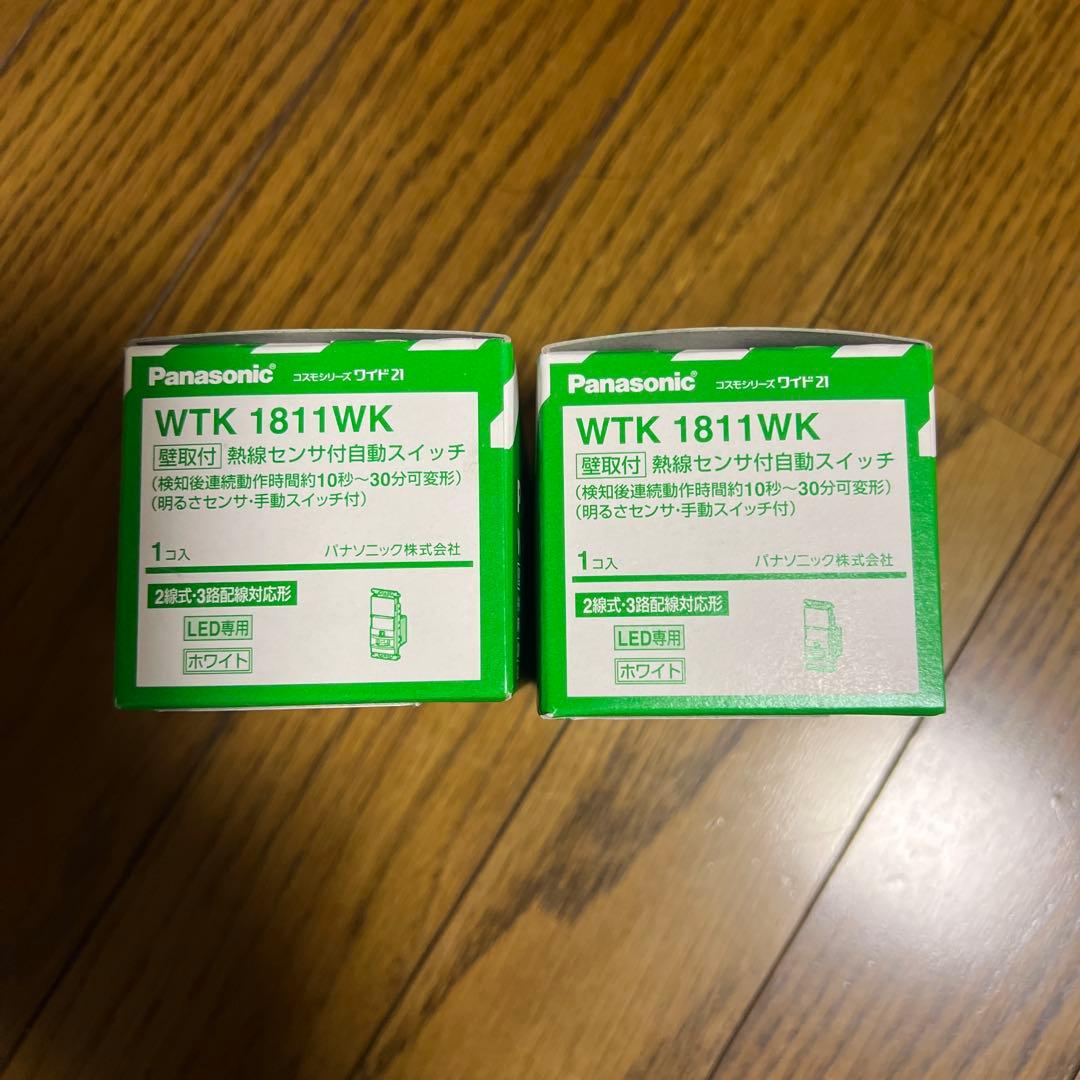 Panasonic® コスモシリーズ ワイド21
WTK 1811WK
壁取付 熱線センサ付自動スイッチ
(検知後連続動作時間約10秒〜30分可変形)
(明るさセンサ・手動スイッチ付)
1コ入 パナソニック株式会社
2線式・3路配線対応形
LED専用
ホワイト
Panasonic® コスモシリーズ ワイド21
WTK 1811WK
壁取付 熱線センサ付自動スイッチ
(検知後連続動作時間約10秒〜30分可変形)
(明るさセンサ・手動スイッチ付)
1コ入 パナソニック株式会社
2線式・3路配線対応形
LED専用
ホワイト